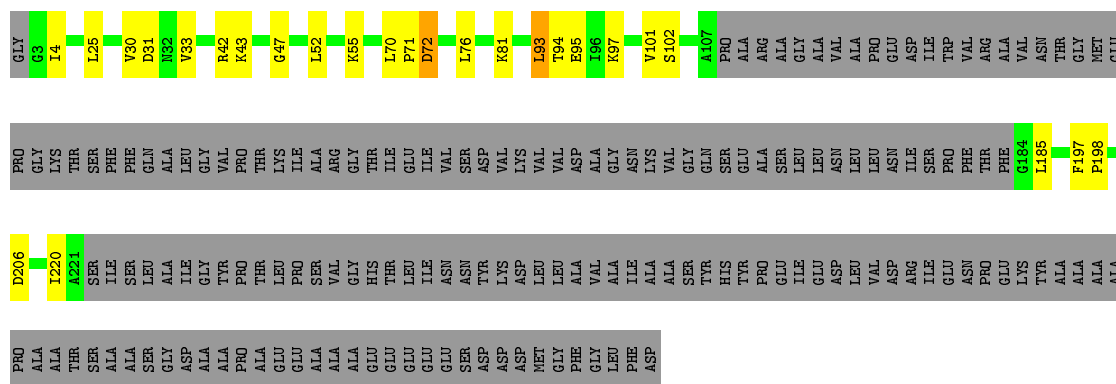 GLY G3 I4 L25 V30 D31 N32 V33 R42 K43 G47 L52 K55 L70 P71 D72 L76 K81 L93 T94 E95 I96 K97 V101 S102 A107 PRO ALA ARG ALA GLY ALA VAL ALA PRO GLU ASP ILE TRP VAL ARG ALA VAL ASN THR GLY MET GLU
PRO GLY LYS THR SER PHE PHE GLN ALA LEU GLY VAL PRO THR LYS ILE ALA ARG GLY THR ILE GLU ILE VAL SER ASP VAL LYS VAL VAL ASP ALA GLY ASN LYS VAL GLY GLN SER GLU ALA SER LEU LEU ASN LEU LEU ASN ILE SER PRO PHE THR PHE G184 L185 F197 P198
D206 I220 A221 SER ILE SER LEU ALA ILE GLY TYR PRO THR LEU PRO SER VAL GLY HIS THR LEU ILE ASN ASN TYR LYS ASP LEU LEU ALA VAL ALA ILE ALA ALA SER TYR HIS TYR PRO GLU ILE GLU ASP LEU VAL ASP ARG ILE GLU ASN PRO GLU LYS TYR ALA ALA ALA ALA
PRO ALA ALA THR SER ALA ALA SER GLY ASP ALA ALA PRO ALA GLU GLU ALA ALA ALA GLU GLU GLU GLU GLU SER ASP ASP ASP MET GLY PHE GLY LEU PHE ASP